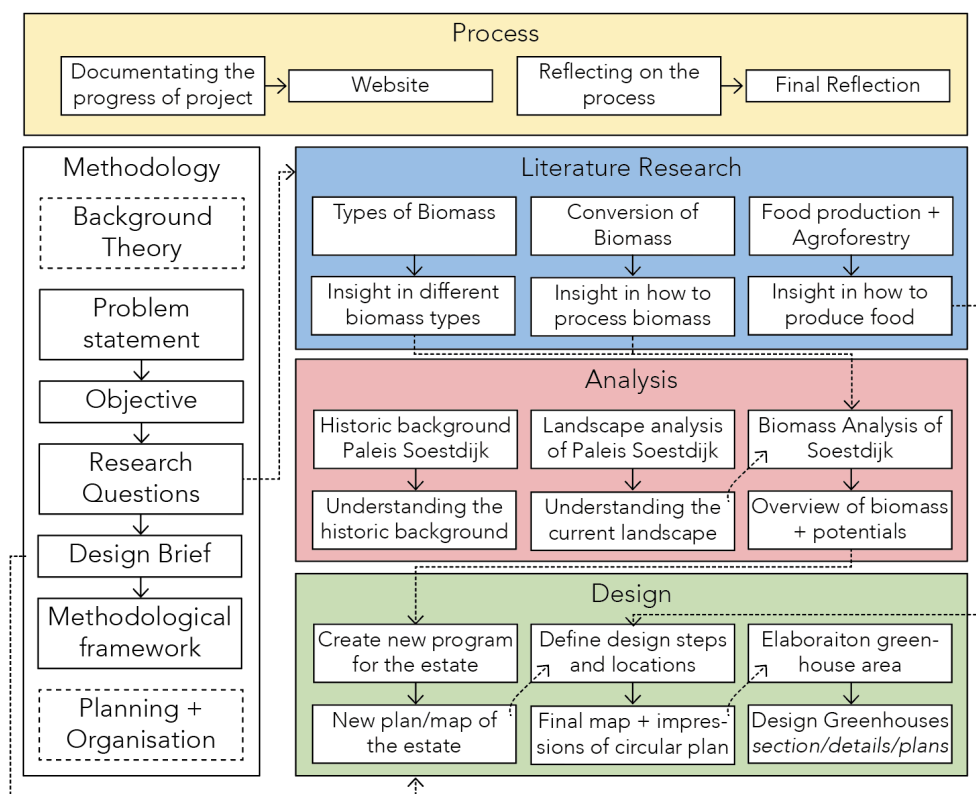 Process
Documentating the
progress of project
Website
Reflecting on the
process
Final Reflection
Methodology
Background
Theory
Problem
statement
Objective
Research
Questions
Design Brief
Methodological
framework
Planning +
Organisation
Literature Research
Types of Biomass
Conversion of
Biomass
Food production +
Agroforestry
Insight in different
biomass types
Insight in how to
process biomass
Insight in how to
produce food
Analysis
Historic background
Paleis Soestdijk
Landscape analysis
of Paleis Soestdijk
Biomass Analysis of
Soestdijk
Understanding the
historic background
Understanding the
current landscape
Overview of biomass
+ potentials
Design
Create new program
for the estate
Define design steps
and locations
Elaboraiton green-
house area
New plan/map of
the estate
Final map + impres-
sions of circular plan
Design Greenhouses
section/details/plans